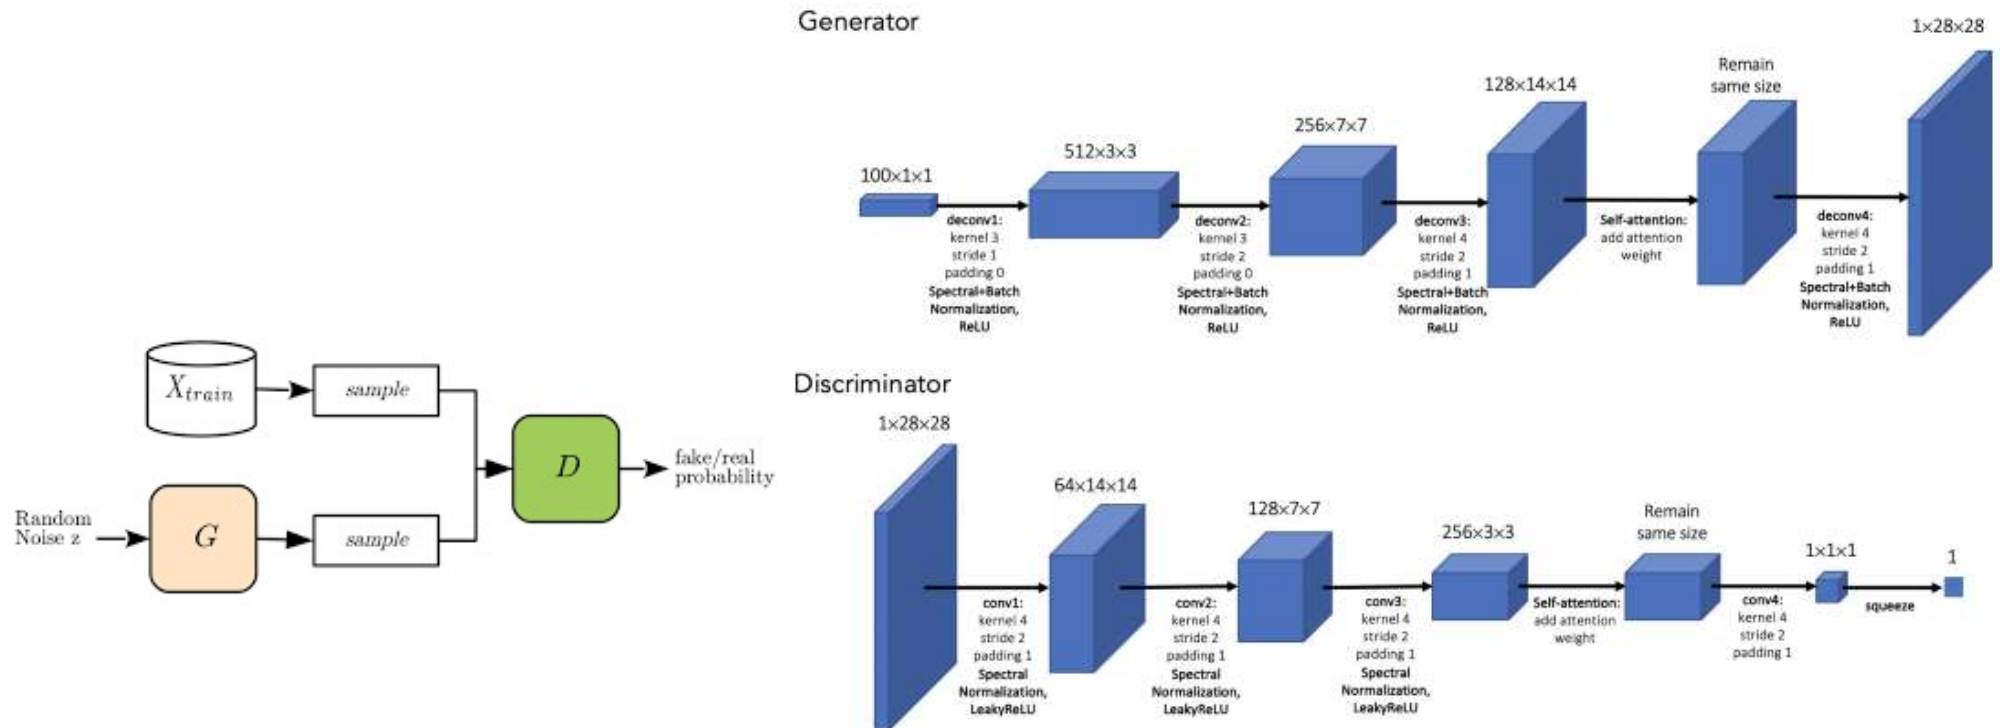 Generator
100×1×1
deconv1:
kernel 3
stride 1
padding 0
Spectral+Batch
Normalization,
ReLU
512×3×3
deconv2:
kernel 3
stride 2
padding 0
Spectral+Batch
Normalization,
ReLU
256×7×7
deconv3:
kernel 4
stride 2
padding 1
Spectral+Batch
Normalization,
ReLU
128×14×14
Self-attention:
add attention
weight
Remain
same size
deconv4:
kernel 4
stride 2
padding 1
Spectral+Batch
Normalization,
ReLU
1×28×28
X_train
sample
Random
Noise z
G
sample
D
fake/real
probability
Discriminator
1×28×28
conv1:
kernel 4
stride 2
padding 1
Spectral
Normalization,
LeakyReLU
64×14×14
conv2:
kernel 4
stride 2
padding 1
Spectral
Normalization,
LeakyReLU
128×7×7
conv3:
kernel 4
stride 2
padding 1
Spectral
Normalization,
LeakyReLU
256×3×3
Self-attention:
add attention
weight
Remain
same size
conv4:
kernel 4
stride 2
padding 1
1×1×1
squeeze
1